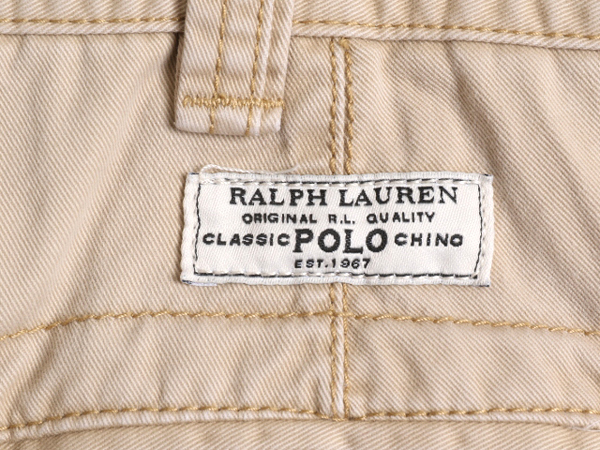 RALPH LAUREN
ORIGINAL R.L. QUALITY
CLASSIC POLO CHINO
EST. 1967